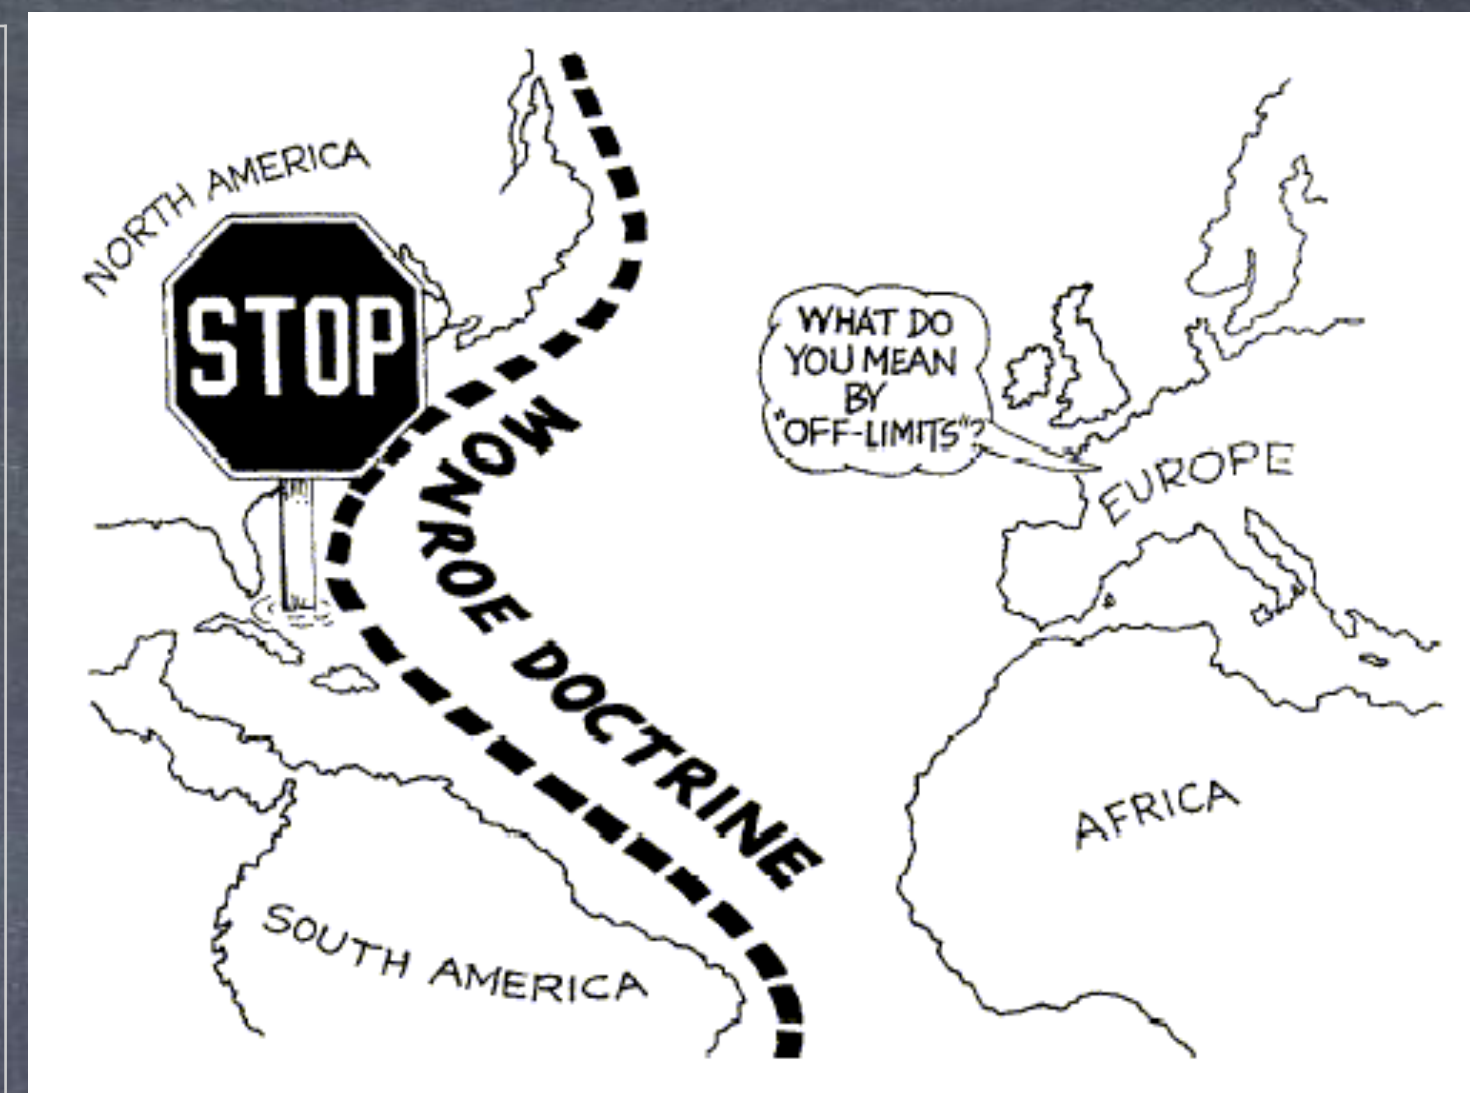 NORTH AMERICA
STOP
MONROE DOCTRINE
WHAT DO
YOU MEAN
BY
"OFF-LIMITS"?
EUROPE
AFRICA
SOUTH AMERICA